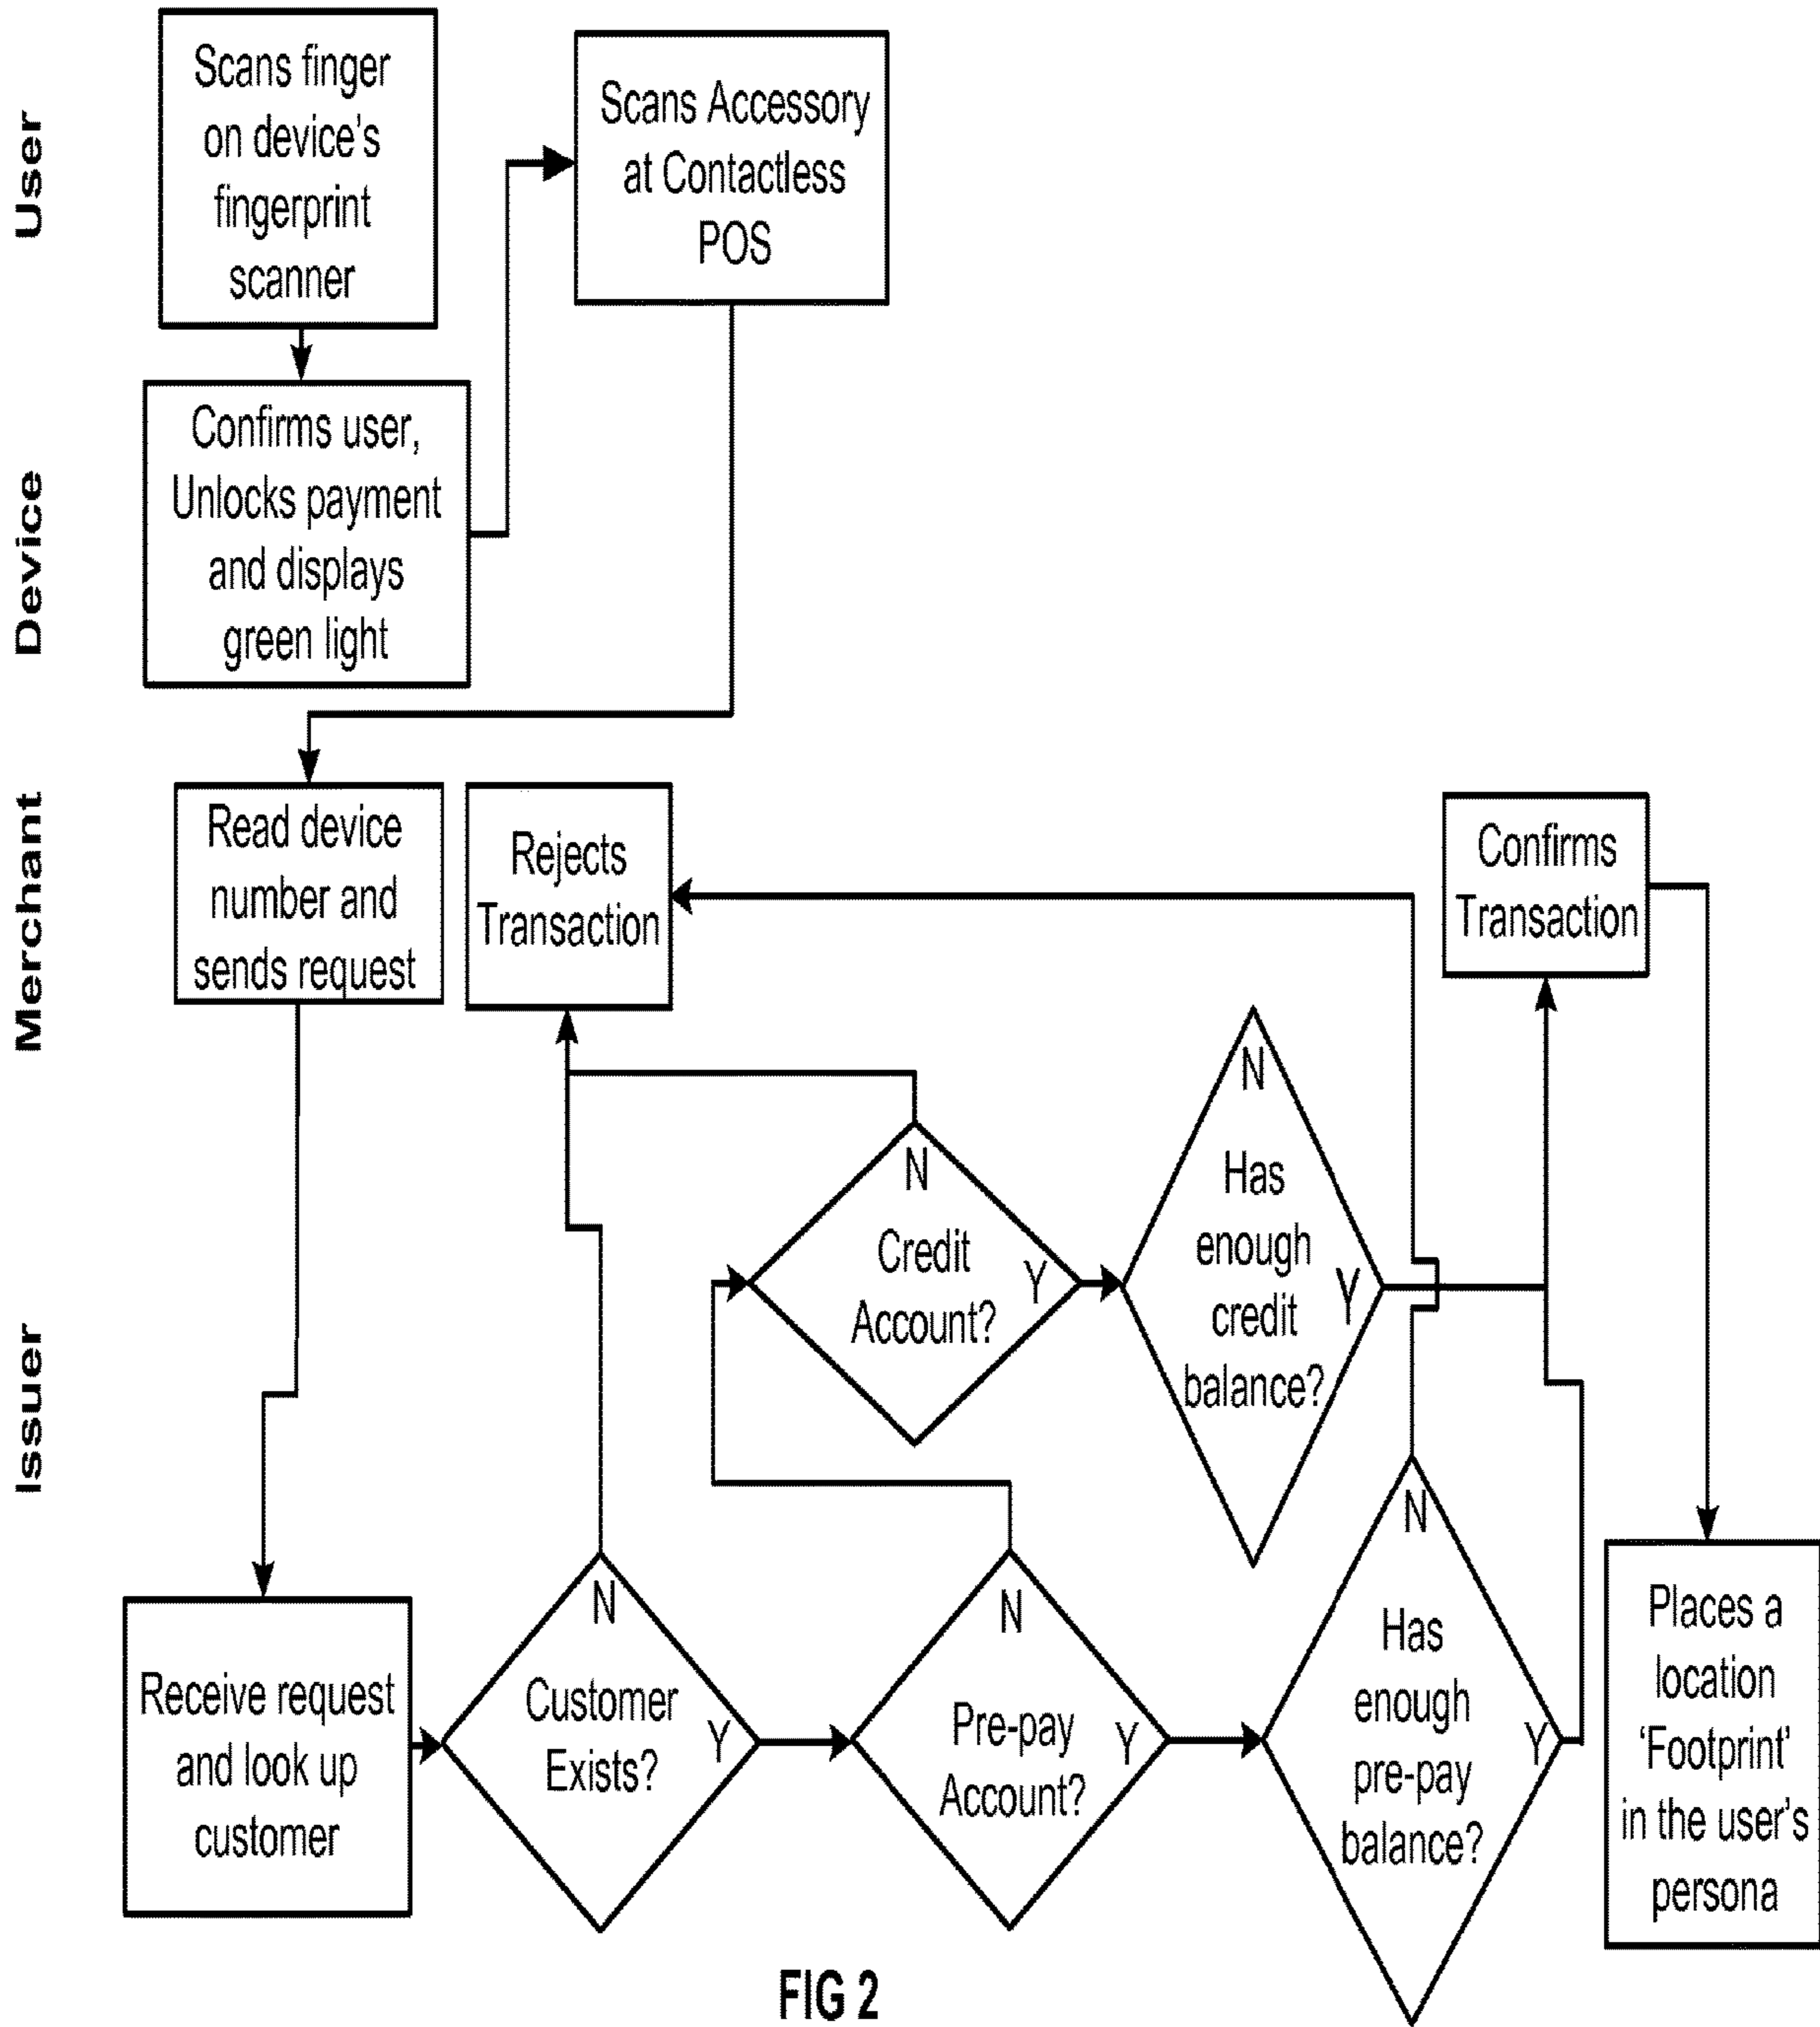 User
Scans finger
on device's
fingerprint
scanner
Scans Accessory
at Contactless
POS
Device
Confirms user,
Unlocks payment
and displays
green light
Merchant
Read device
number and
sends request
Rejects
Transaction
Confirms
Transaction
Issuer
N
Credit
Account?
Y
N
Has
enough
credit
balance?
Y
Receive request
and look up
customer
N
Customer
Exists?
Y
N
Pre-pay
Account?
Y
N
Has
enough
pre-pay
balance?
Y
Places a
location
‘Footprint’
in the user's
persona
FIG 2